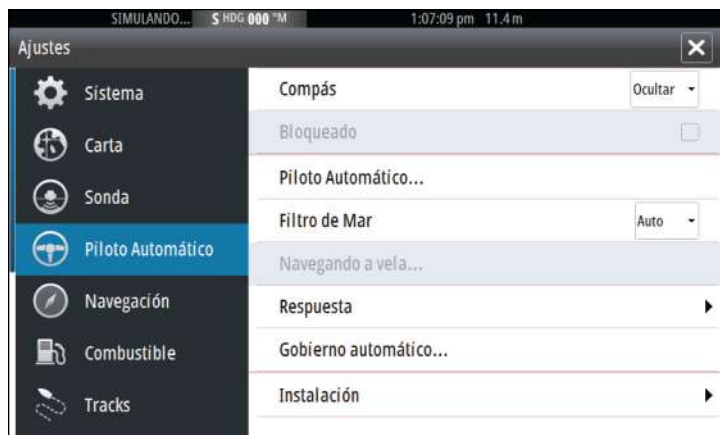 SIMULANDO... S HDG 000 °M 1:07:09 pm 11.4 m
Ajustes
Sistema
Carta
Sonda
Piloto Automático
Navegación
Combustible
Tracks
Compás Ocultar
Bloqueado
Piloto Automático...
Filtro de Mar Auto
Navegando a vela...
Respuesta
Gobierno automático...
Instalación